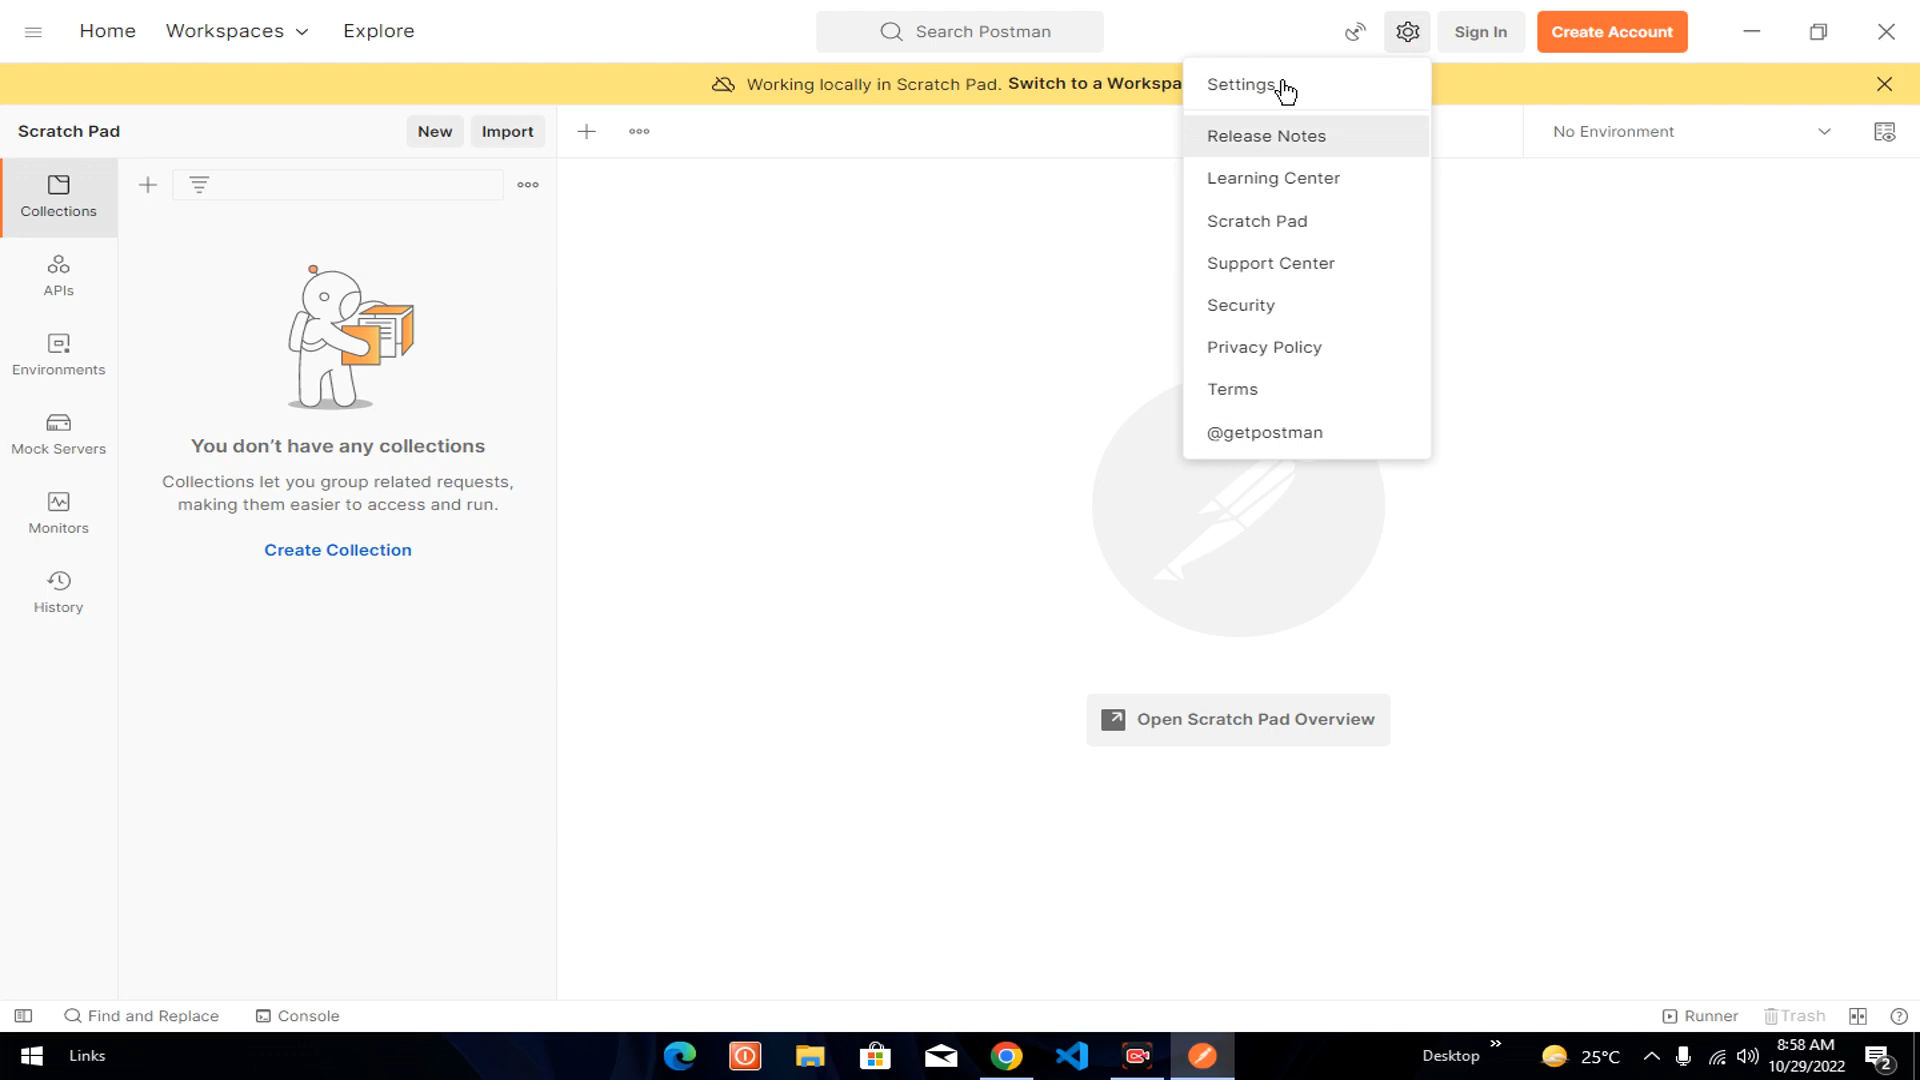 Home Workspaces Explore
Search Postman
Sign In Create Account
Working locally in Scratch Pad. Switch to a Workspa
Settings
Release Notes
Learning Center
Scratch Pad
Support Center
Security
Privacy Policy
Terms
@getpostman
Scratch Pad New Import
No Environment
Collections
APIs
Environments
Mock Servers
Monitors
History
You don't have any collections
Collections let you group related requests,
making them easier to access and run.
Create Collection
Open Scratch Pad Overview
Find and Replace Console
Runner Trash
Links
Desktop
25°C
8:58 AM
10/29/2022
2